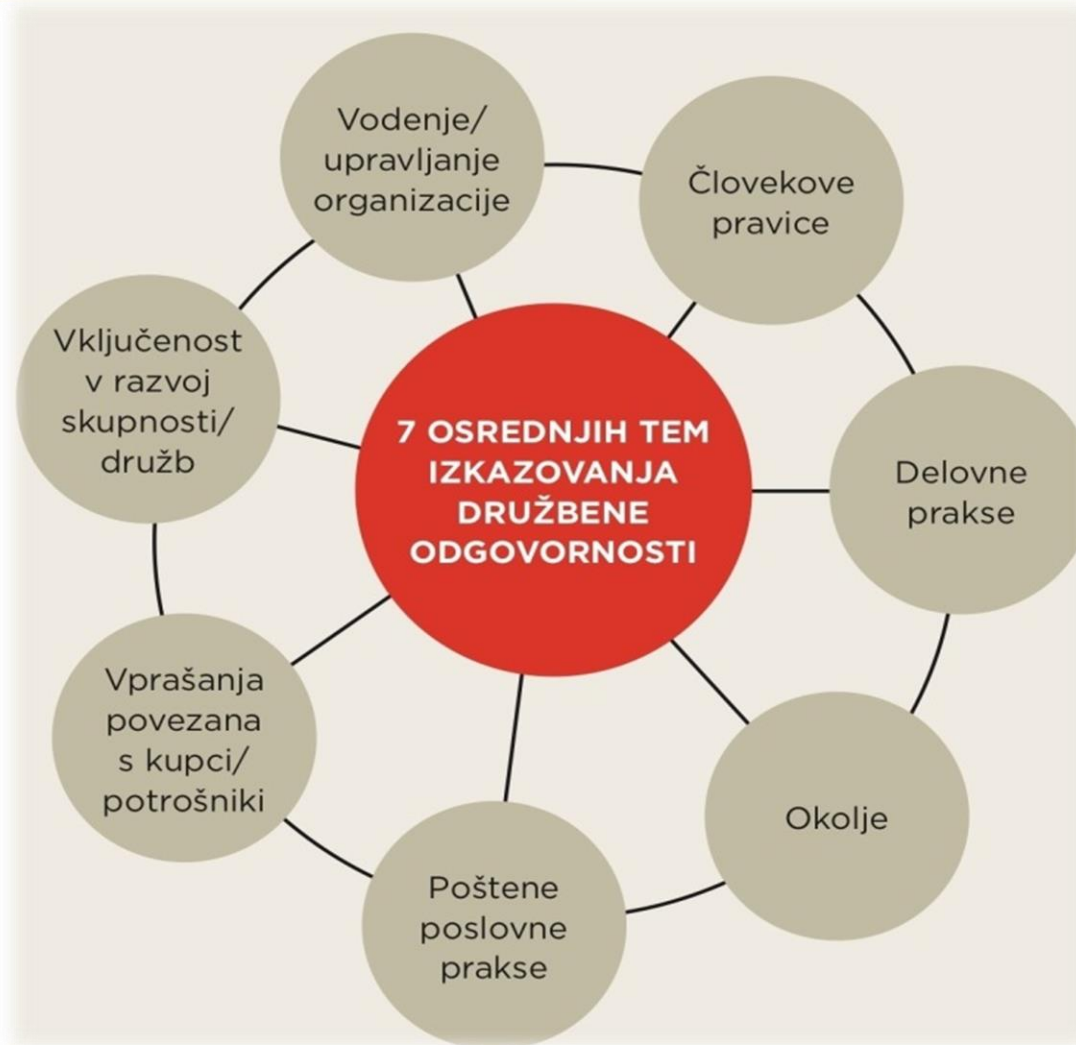 Vodenje/
upravljanje
organizacije
Človekove
pravice
Vključenost
v razvoj
skupnosti/
družb
7 OSREDNJIH TEM
IZKAZOVANJA
DRUŽBENE
ODGOVORNOSTI
Delovne
prakse
Vprašanja
povezana
s kupci/
potrošniki
Okolje
Poštene
poslovne
prakse